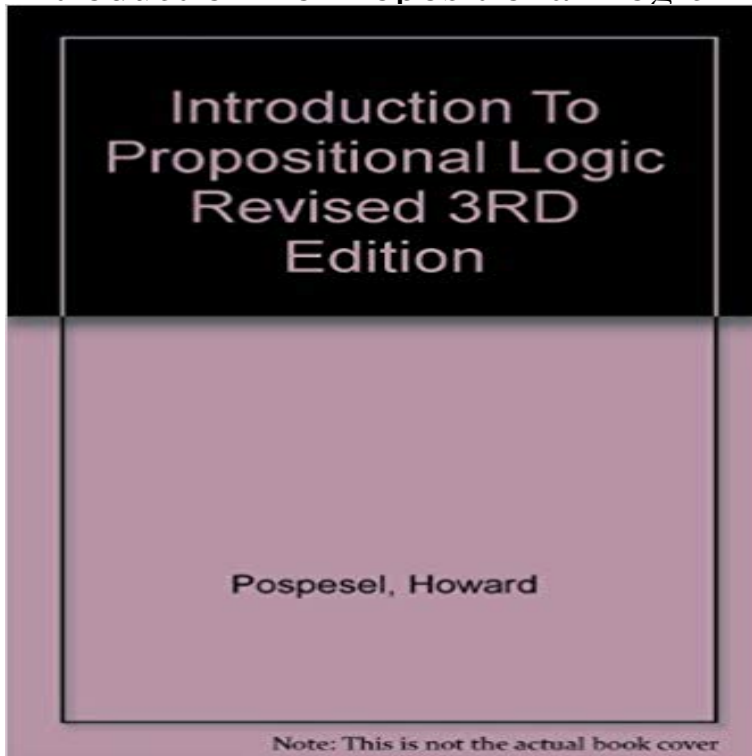 Introduction To
Propositional Logic
Revised 3RD
Edition
Pospesel, Howard
Note: This is not the actual book cover